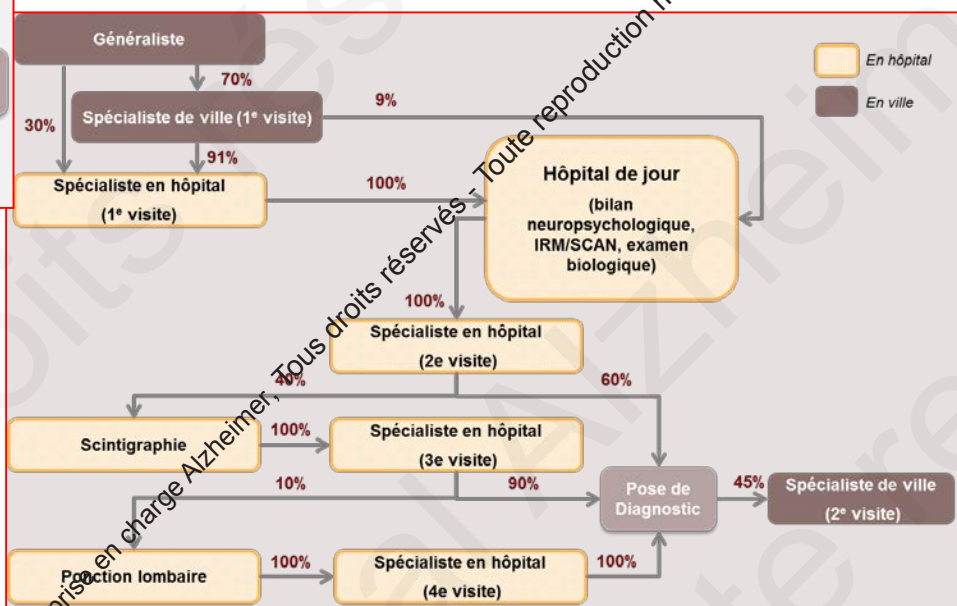 Généraliste
En hôpital
En ville
70%
9%
30%
Spécialiste de ville (1e visite)
91%
Spécialiste en hôpital
(1e visite)
100%
Hôpital de jour
(bilan
neuropsychologique,
IRM/SCAN, examen
biologique)
100%
Spécialiste en hôpital
(2e visite)
40%
60%
Scintigraphie
100%
Spécialiste en hôpital
(3e visite)
10%
90%
Pose de
Diagnostic
45%
Spécialiste de ville
(2e visite)
Ponction lombaire
100%
Spécialiste en hôpital
(4e visite)
100%
prise en charge Alzheimer, Tous droits réservés - Toute reproduction